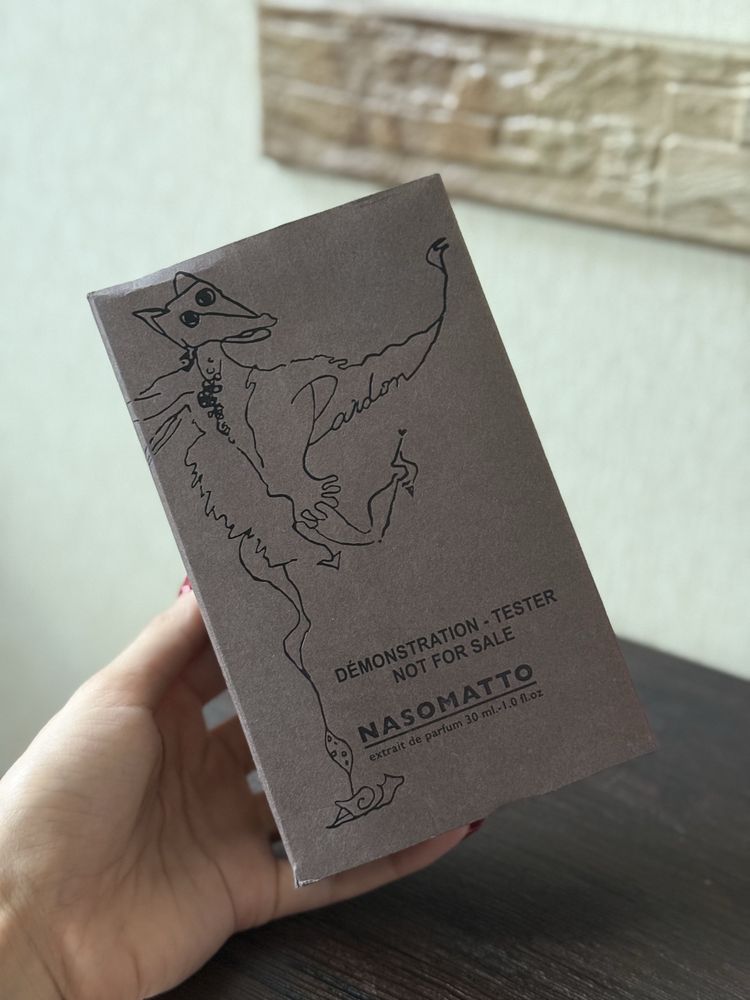 Pardon
DÉMONSTRATION - TESTER
NOT FOR SALE
NASOMATTO
extrait de parfum 30 ml.-1.0 fl.oz